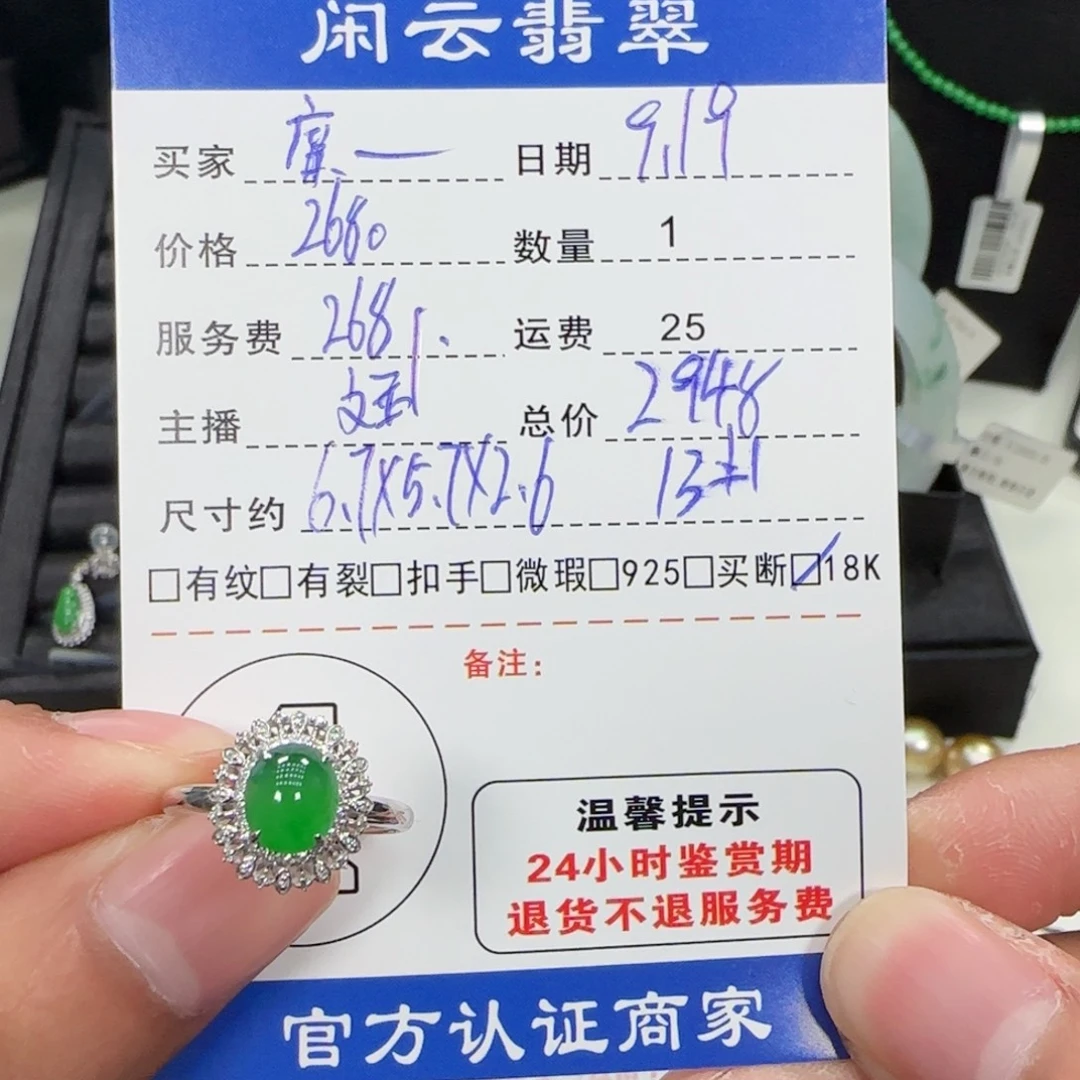 闲云翡翠
买家 富一 日期 9.19
价格 2680 数量 1
服务费 268 运费 25
主播 总价 2948
尺寸约 6.7X5.7X2.6 13#
□有纹□有裂□扣手□微瑕□925□买断☑18K
备注:
温馨提示
24小时鉴赏期
退货不退服务费
官方认证商家